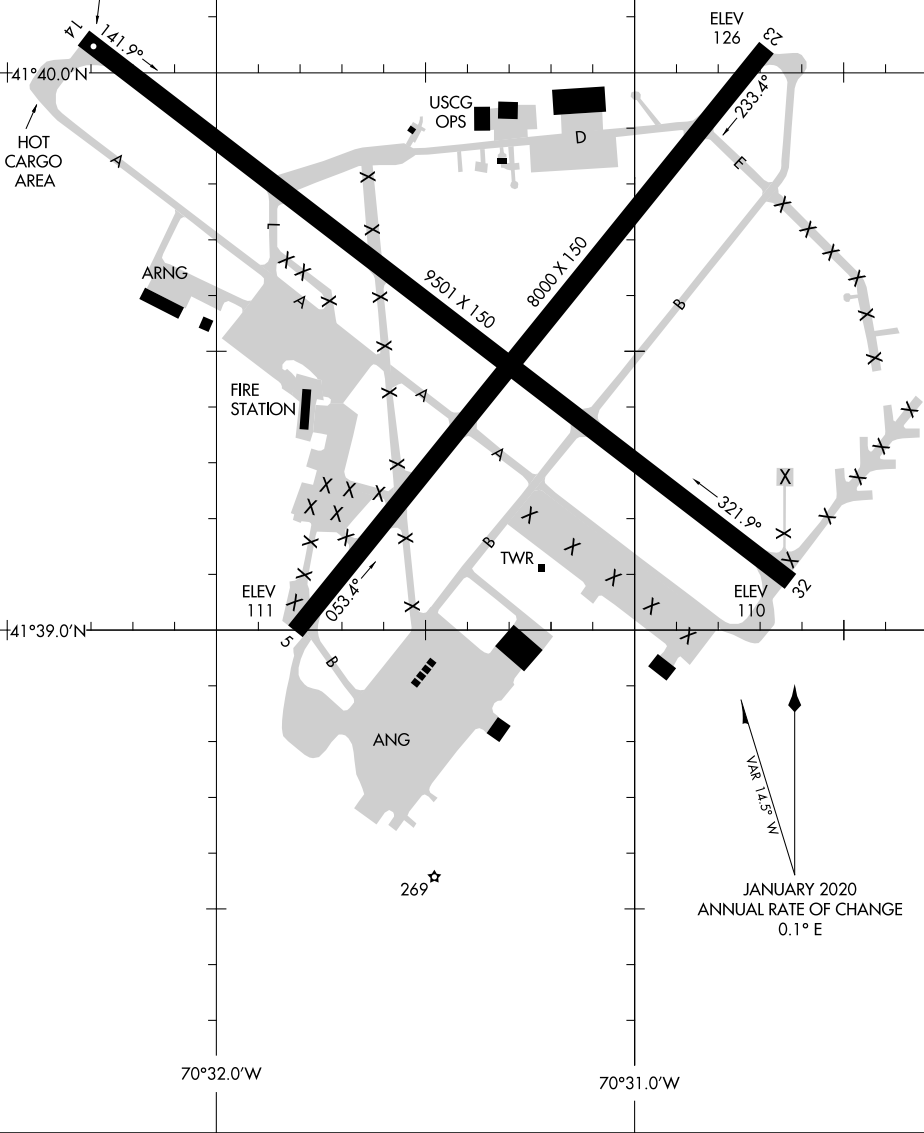 14
141.9°
ELEV
126
23
41°40.0'N
233.4°
USCG
OPS
D
HOT
CARGO
AREA
A
E
L
ARNG
A
9501 X 150
8000 X 150
B
FIRE
STATION
A
A
321.9°
B
TWR
ELEV
111
053.4°
ELEV
110
32
41°39.0'N
5
B
ANG
VAR 14.5° W
269
JANUARY 2020
ANNUAL RATE OF CHANGE
0.1° E
70°32.0'W
70°31.0'W
X X X X X X X X X X X X X X X X X X X X X X X X X X X X X X X X X X X X X X X X X X X